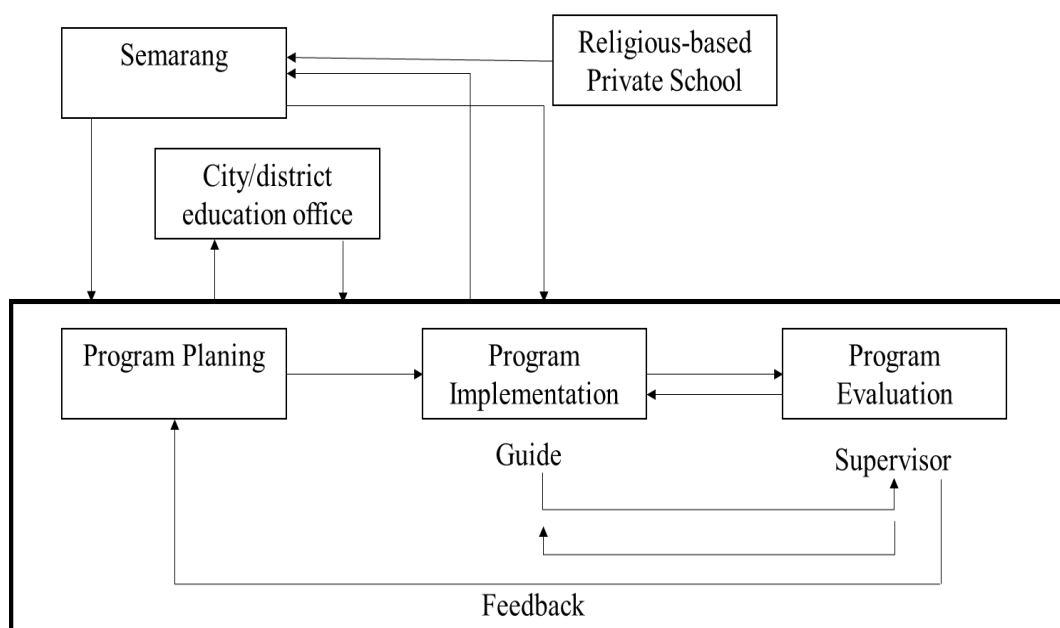 Semarang
Religious-based
Private School
City/district
education office
Program Planing
Program
Implementation
Program
Evaluation
Guide
Supervisor
Feedback